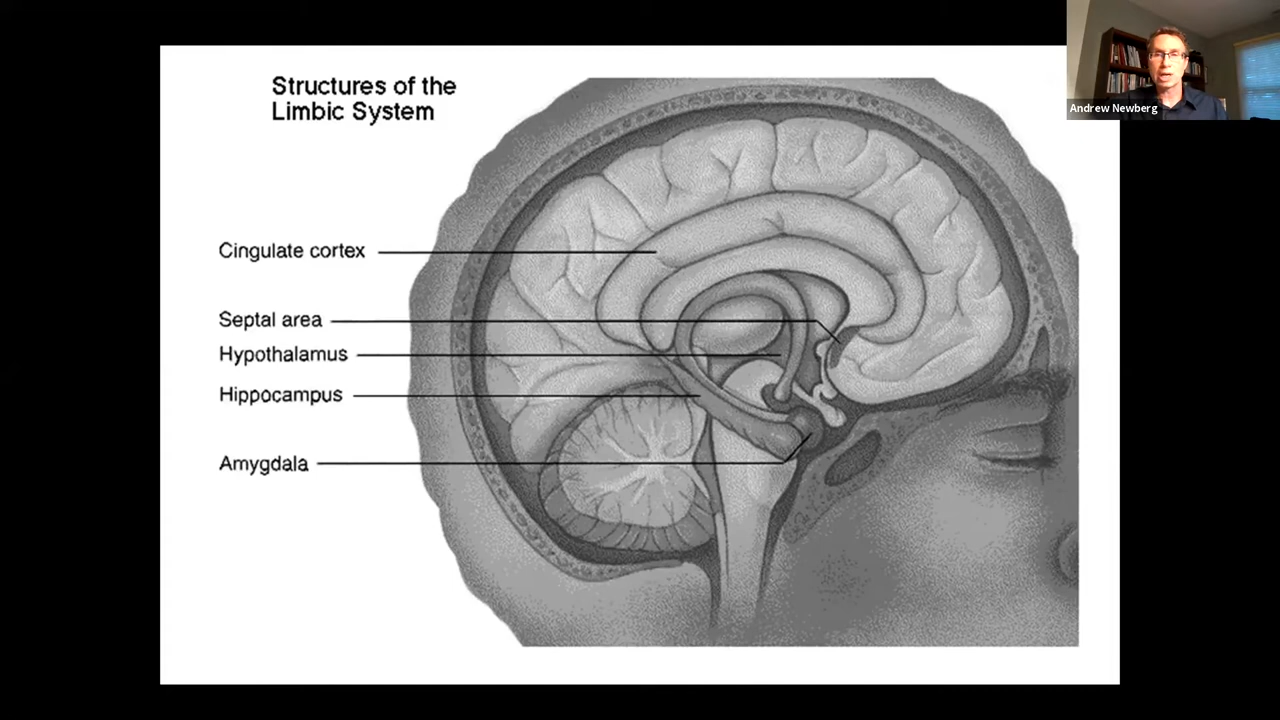 Structures of the
Limbic System
Andrew Newberg
Cingulate cortex
Septal area
Hypothalamus
Hippocampus
Amygdala